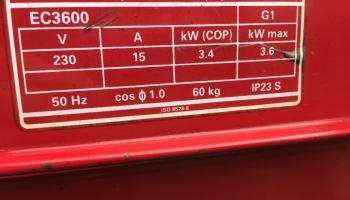 EC3600 G1
V A kW (COP) kW max
230 15 3.4 3.6
50 Hz cos ϕ 1.0 60 kg IP23 S
ISO 8528-8